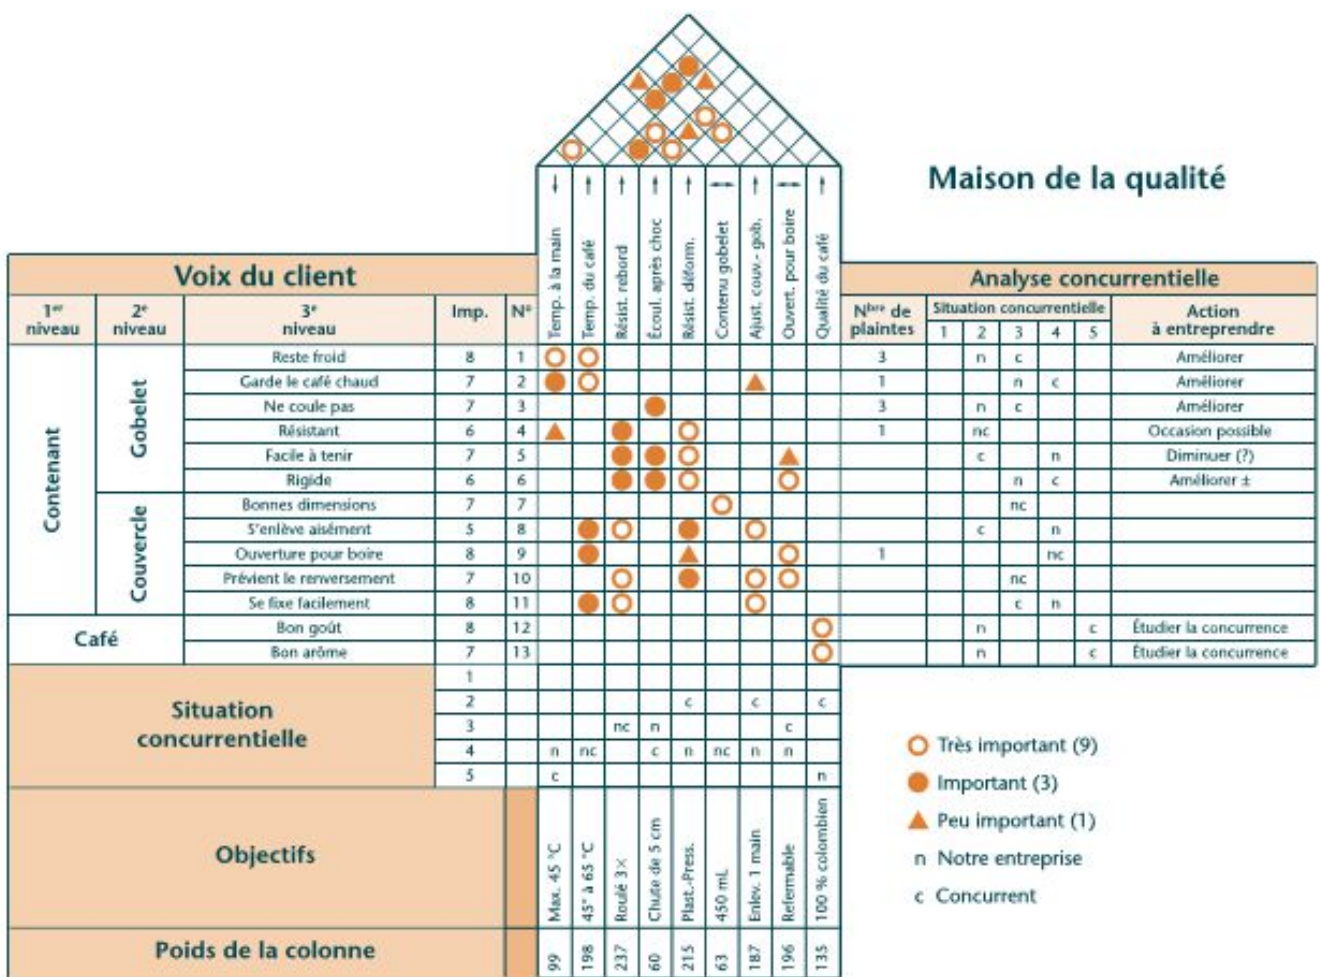 Maison de la qualité
Temp. à la main
Temp. du café
Résist. rebord
Écoul. après choc
Résist. déform.
Contenu gobelet
Ajust. couv.- gob.
Ouvert. pour boire
Qualité du café
Voix du client
Analyse concurrentielle
1er niveau 2e niveau 3e niveau Imp. N° Nbre de plaintes Situation concurrentielle Action à entreprendre
1 2 3 4 5
Contenant
Gobelet
Reste froid 8 1 3 n c Améliorer
Garde le café chaud 7 2 1 n c Améliorer
Ne coule pas 7 3 3 n c Améliorer
Résistant 6 4 1 nc Occasion possible
Facile à tenir 7 5 c n Diminuer (?)
Rigide 6 6 n c Améliorer ±
Couvercle
Bonnes dimensions 7 7 nc
S'enlève aisément 5 8 c n
Ouverture pour boire 8 9 1 nc
Prévient le renversement 7 10 nc
Se fixe facilement 8 11 c n
Café
Bon goût 8 12 n c Étudier la concurrence
Bon arôme 7 13 n c Étudier la concurrence
Situation concurrentielle
1
2 c c c
3 nc n c
4 n nc c n nc n n
5 c n
Objectifs
Max. 45 °C
45° à 65 °C
Roulé 3×
Chute de 5 cm
Plast.-Press.
450 mL
Enlev. 1 main
Refermable
100 % colombien
Poids de la colonne
99 198 237 60 215 63 187 196 135
Très important (9)
Important (3)
Peu important (1)
n Notre entreprise
c Concurrent